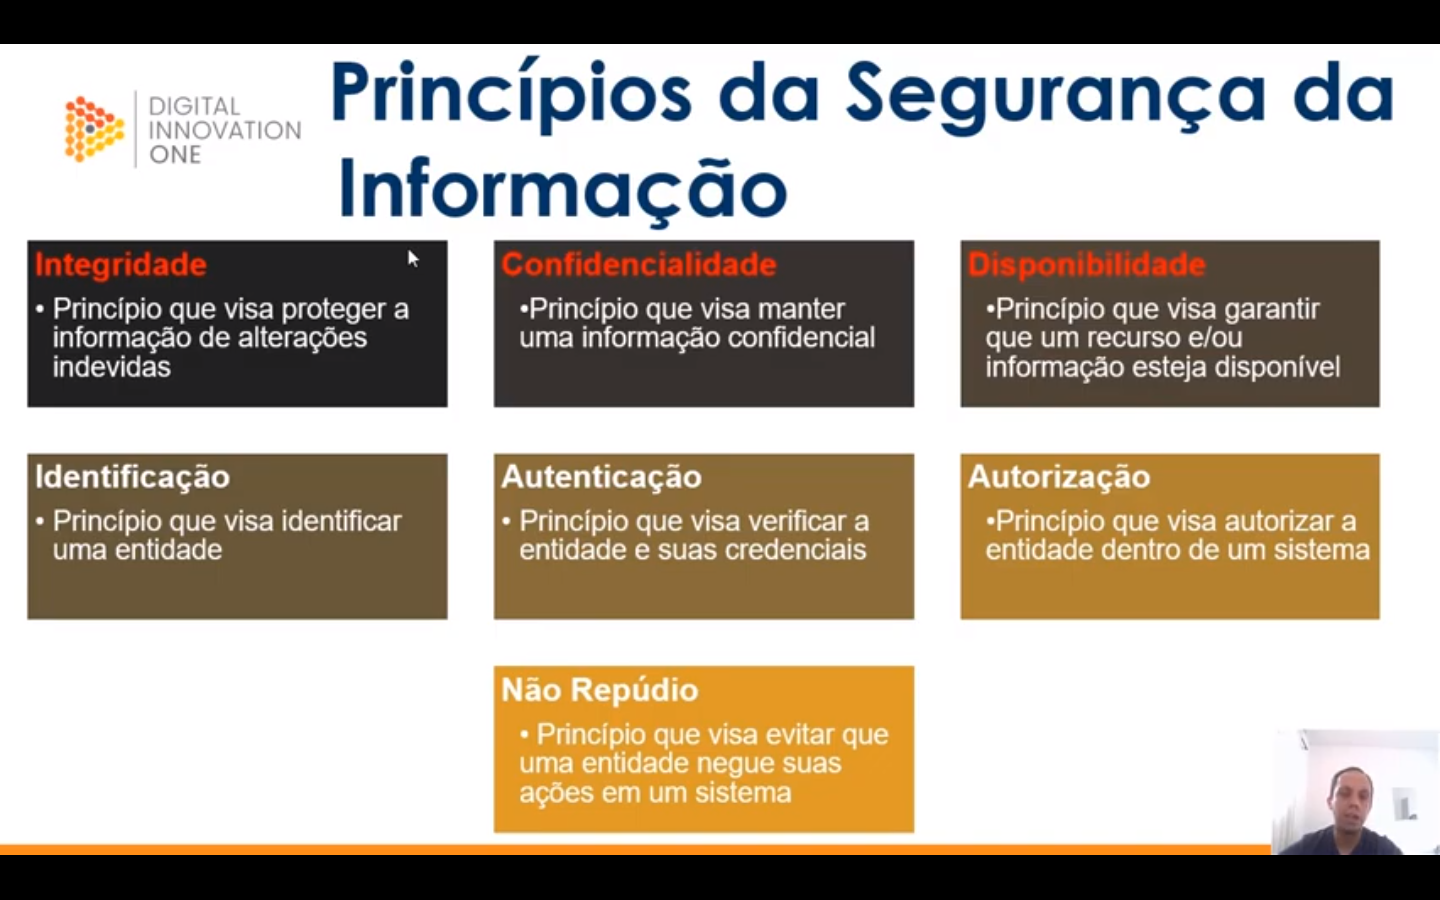 DIGITAL
INNOVATION
ONE
Princípios da Segurança da
Informação
Integridade
• Princípio que visa proteger a
informação de alterações
indevidas
Confidencialidade
•Princípio que visa manter
uma informação confidencial
Disponibilidade
•Princípio que visa garantir
que um recurso e/ou
informação esteja disponível
Identificação
• Princípio que visa identificar
uma entidade
Autenticação
• Princípio que visa verificar a
entidade e suas credenciais
Autorização
•Princípio que visa autorizar a
entidade dentro de um sistema
Não Repúdio
• Princípio que visa evitar que
uma entidade negue suas
ações em um sistema